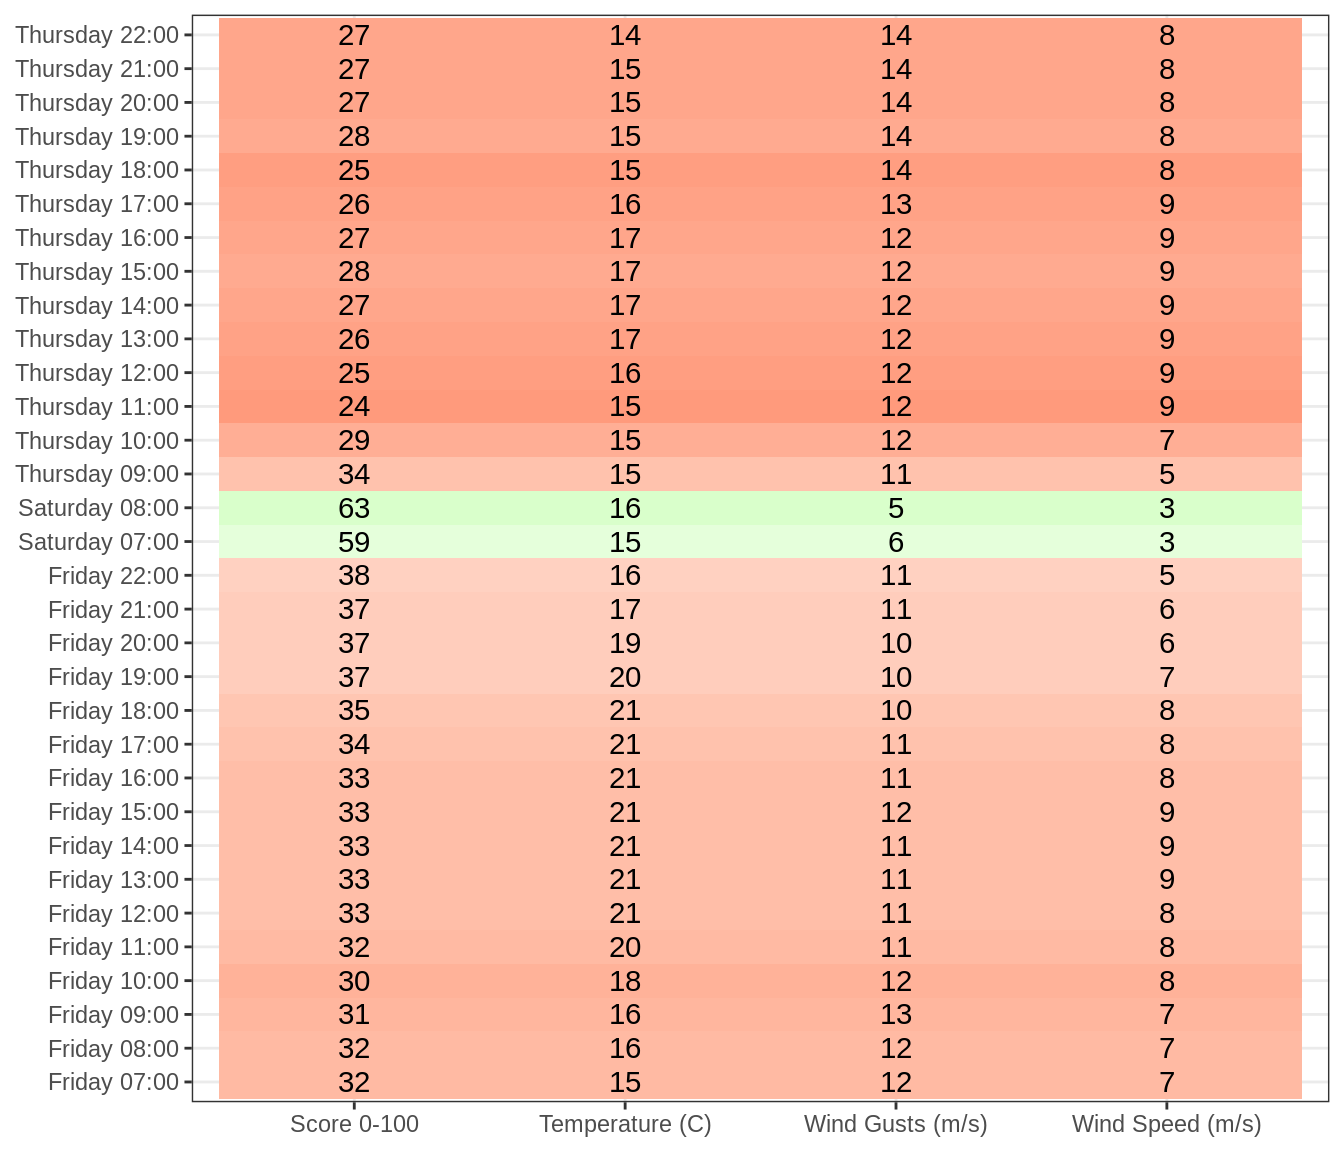 Thursday 22:00 27 14 14 8
Thursday 21:00 27 15 14 8
Thursday 20:00 27 15 14 8
Thursday 19:00 28 15 14 8
Thursday 18:00 25 15 14 8
Thursday 17:00 26 16 13 9
Thursday 16:00 27 17 12 9
Thursday 15:00 28 17 12 9
Thursday 14:00 27 17 12 9
Thursday 13:00 26 17 12 9
Thursday 12:00 25 16 12 9
Thursday 11:00 24 15 12 9
Thursday 10:00 29 15 12 7
Thursday 09:00 34 15 11 5
Saturday 08:00 63 16 5 3
Saturday 07:00 59 15 6 3
Friday 22:00 38 16 11 5
Friday 21:00 37 17 11 6
Friday 20:00 37 19 10 6
Friday 19:00 37 20 10 7
Friday 18:00 35 21 10 8
Friday 17:00 34 21 11 8
Friday 16:00 33 21 11 8
Friday 15:00 33 21 12 9
Friday 14:00 33 21 11 9
Friday 13:00 33 21 11 9
Friday 12:00 33 21 11 8
Friday 11:00 32 20 11 8
Friday 10:00 30 18 12 8
Friday 09:00 31 16 13 7
Friday 08:00 32 16 12 7
Friday 07:00 32 15 12 7
Score 0-100 Temperature (C) Wind Gusts (m/s) Wind Speed (m/s)